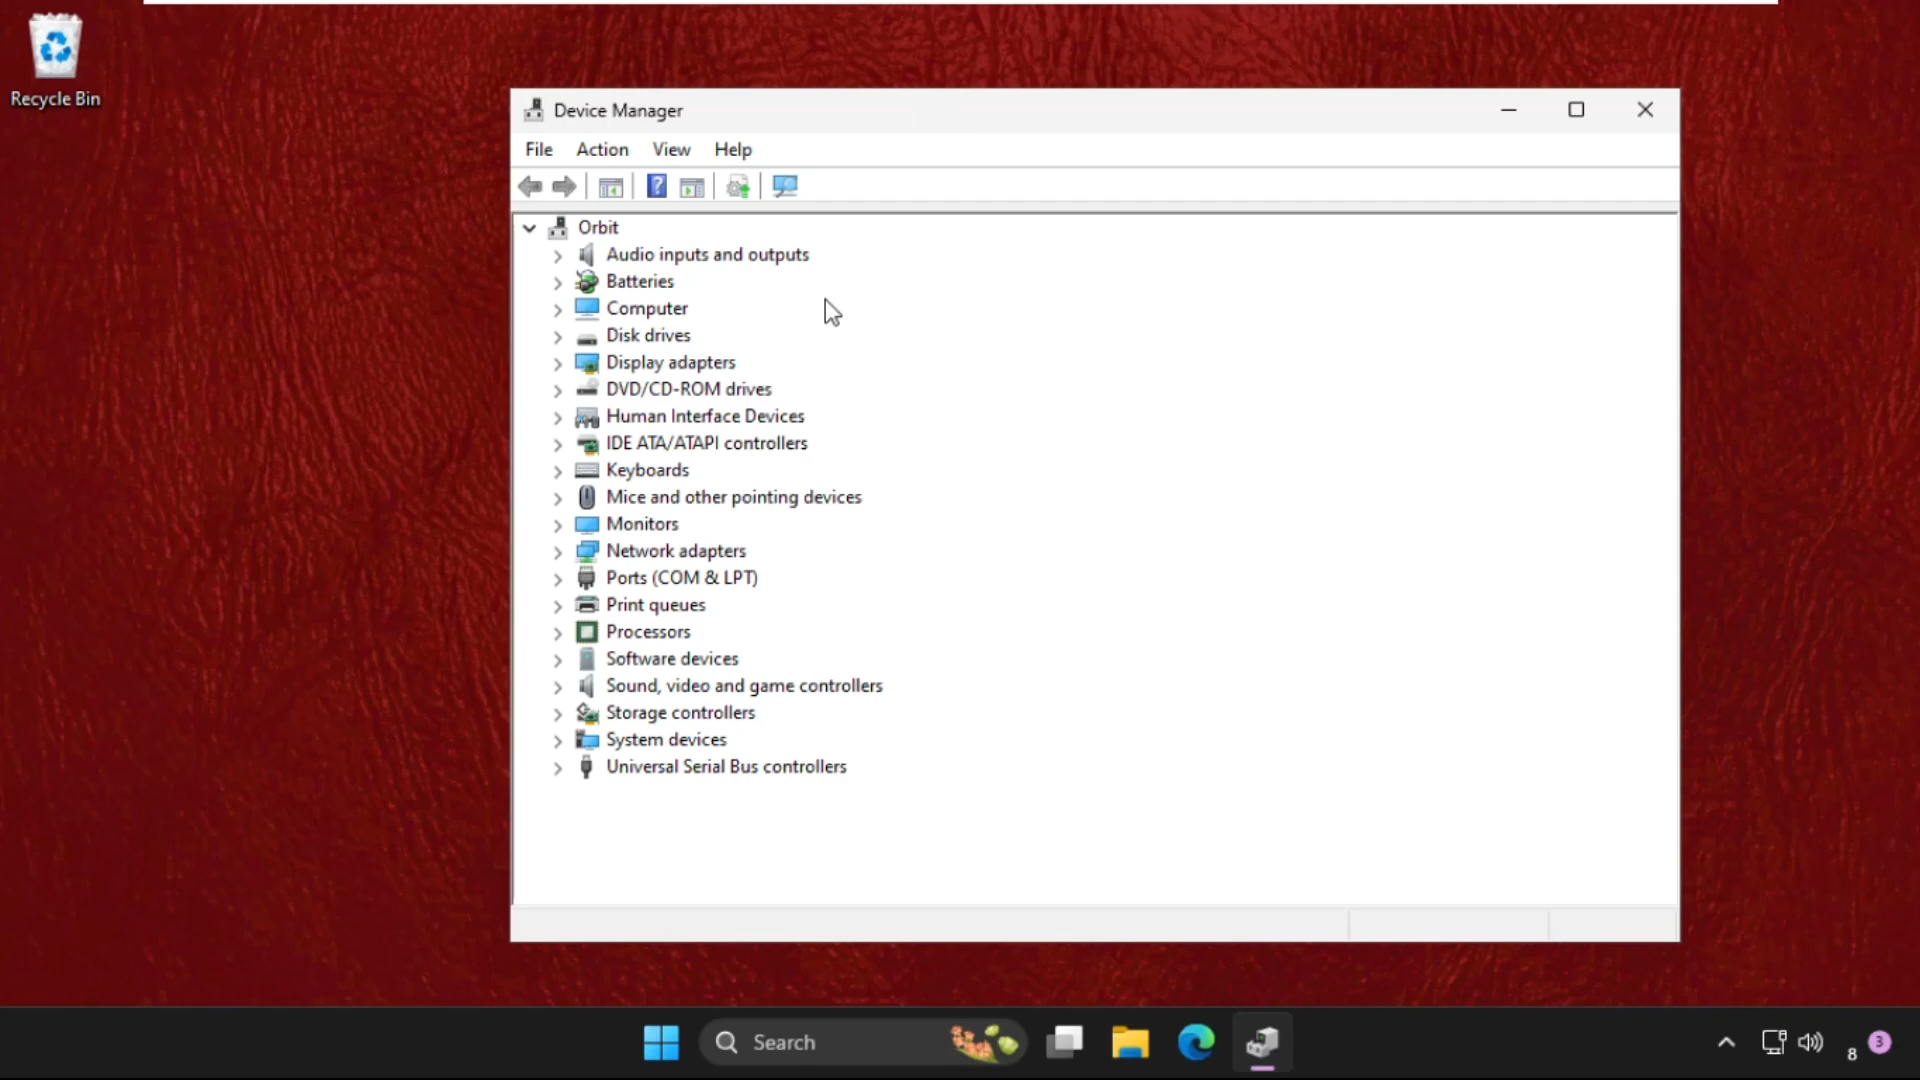 Recycle Bin
Device Manager
File Action View Help
Orbit
Audio inputs and outputs
Batteries
Computer
Disk drives
Display adapters
DVD/CD-ROM drives
Human Interface Devices
IDE ATA/ATAPI controllers
Keyboards
Mice and other pointing devices
Monitors
Network adapters
Ports (COM & LPT)
Print queues
Processors
Software devices
Sound, video and game controllers
Storage controllers
System devices
Universal Serial Bus controllers
Search
8 3